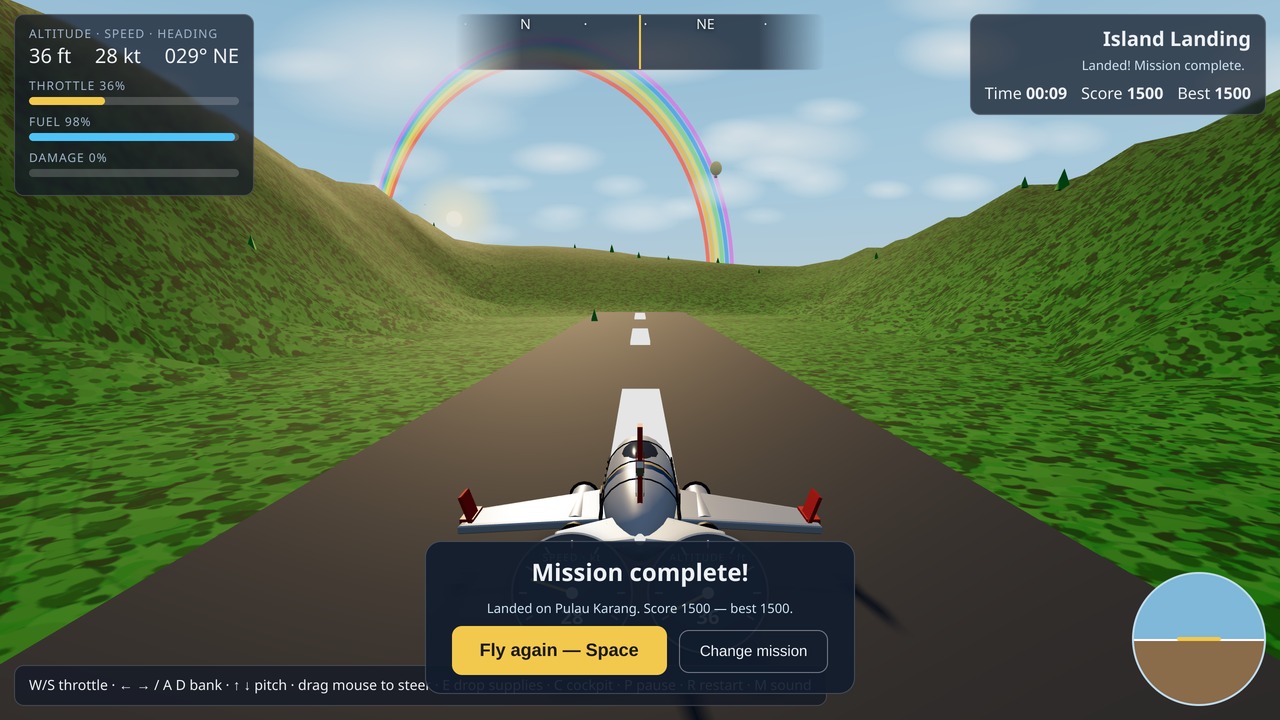 ALTITUDE · SPEED · HEADING
36 ft 28 kt 029° NE
THROTTLE 36%
FUEL 98%
DAMAGE 0%
· N · · NE ·
Island Landing
Landed! Mission complete.
Time 00:09 Score 1500 Best 1500
Mission complete!
Landed on Pulau Karang. Score 1500 — best 1500.
28 36
Fly again — Space
Change mission
W/S throttle · ← → / A D bank · ↑ ↓ pitch · drag mouse to steer · E drop supplies · C cockpit · P pause · R restart · M sound